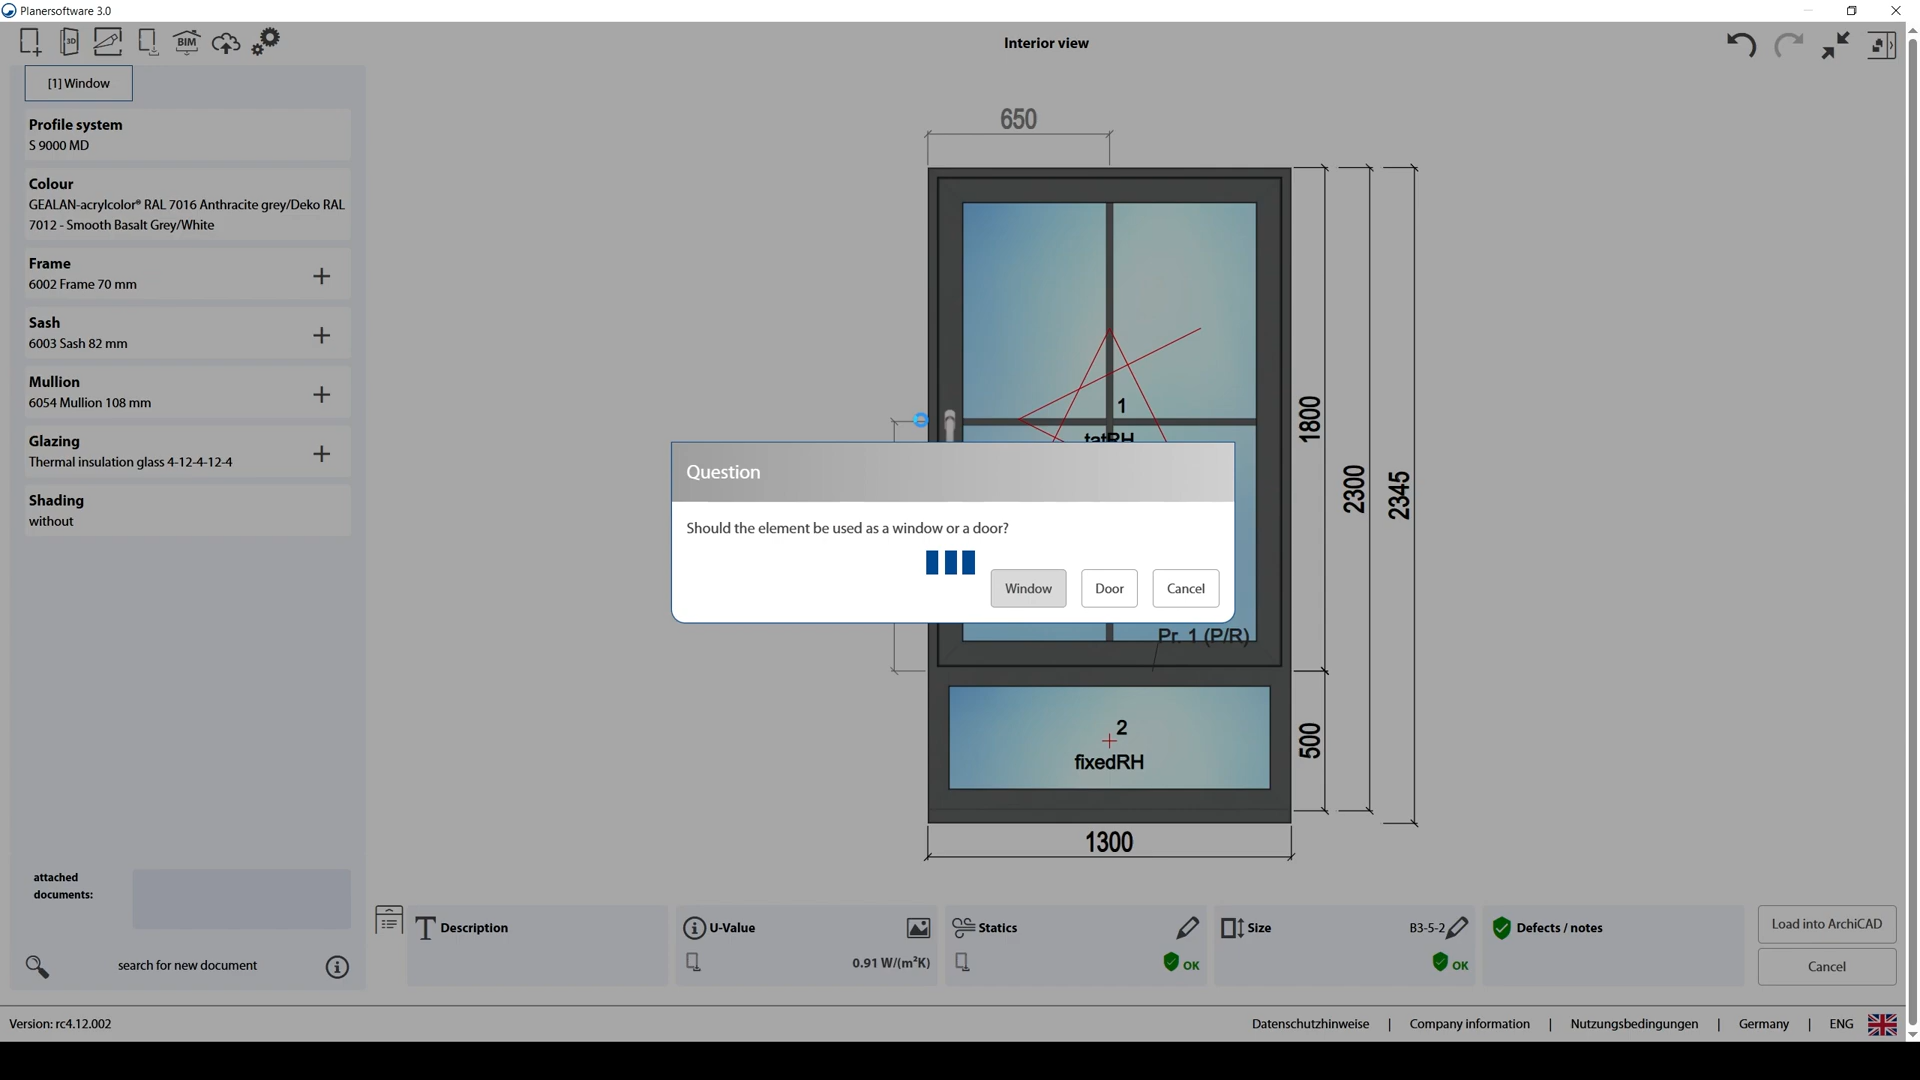 Planersoftware 3.0
3D
BIM
Interior view
[1] Window
Profile system
S 9000 MD
Colour
GEALAN-acrylcolor® RAL 7016 Anthracite grey/Deko RAL
7012 - Smooth Basalt Grey/White
Frame
6002 Frame 70 mm
Sash
6003 Sash 82 mm
Mullion
6054 Mullion 108 mm
Glazing
Thermal insulation glass 4-12-4-12-4
Shading
without
650
1
tatRH
1800
2300
2345
Question
Should the element be used as a window or a door?
Window
Door
Cancel
Pr. 1 (P/R)
2
fixedRH
500
1300
attached
documents:
search for new document
Description
U-Value
0.91 W/(m²K)
Statics
OK
Size
B3-5-2
OK
Defects / notes
Load into ArchiCAD
Cancel
Version: rc4.12.002
Datenschutzhinweise | Company information | Nutzungsbedingungen | Germany | ENG